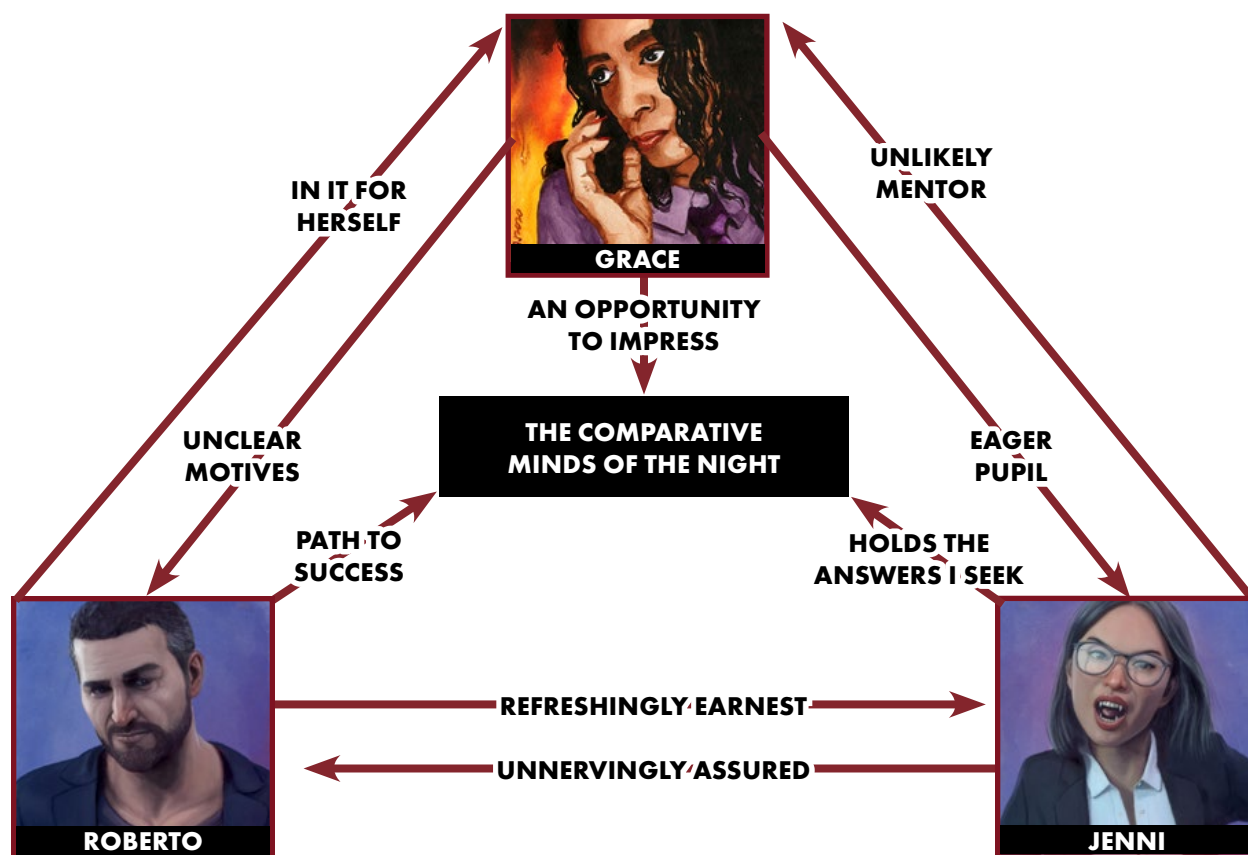 IN IT FOR
HERSELF
UNLIKELY
MENTOR
GRACE
AN OPPORTUNITY
TO IMPRESS
THE COMPARATIVE
MINDS OF THE NIGHT
UNCLEAR
MOTIVES
EAGER
PUPIL
PATH TO
SUCCESS
HOLDS THE
ANSWERS I SEEK
REFRESHINGLY EARNEST
UNNERVINGLY ASSURED
ROBERTO
JENNI